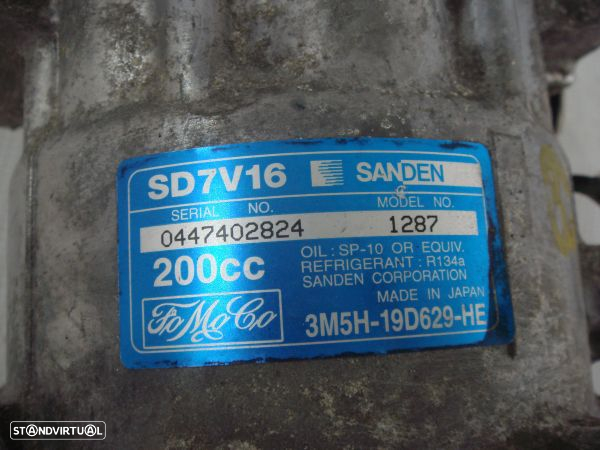 SD7V16 SANDEN
SERIAL NO. MODEL NO.
0447402824 1287
200cc
OIL : SP-10 OR EQUIV.
REFRIGERANT : R134a
SANDEN CORPORATION
MADE IN JAPAN
FoMoCo 3M5H-19D629-HE
STANDVIRTUAL